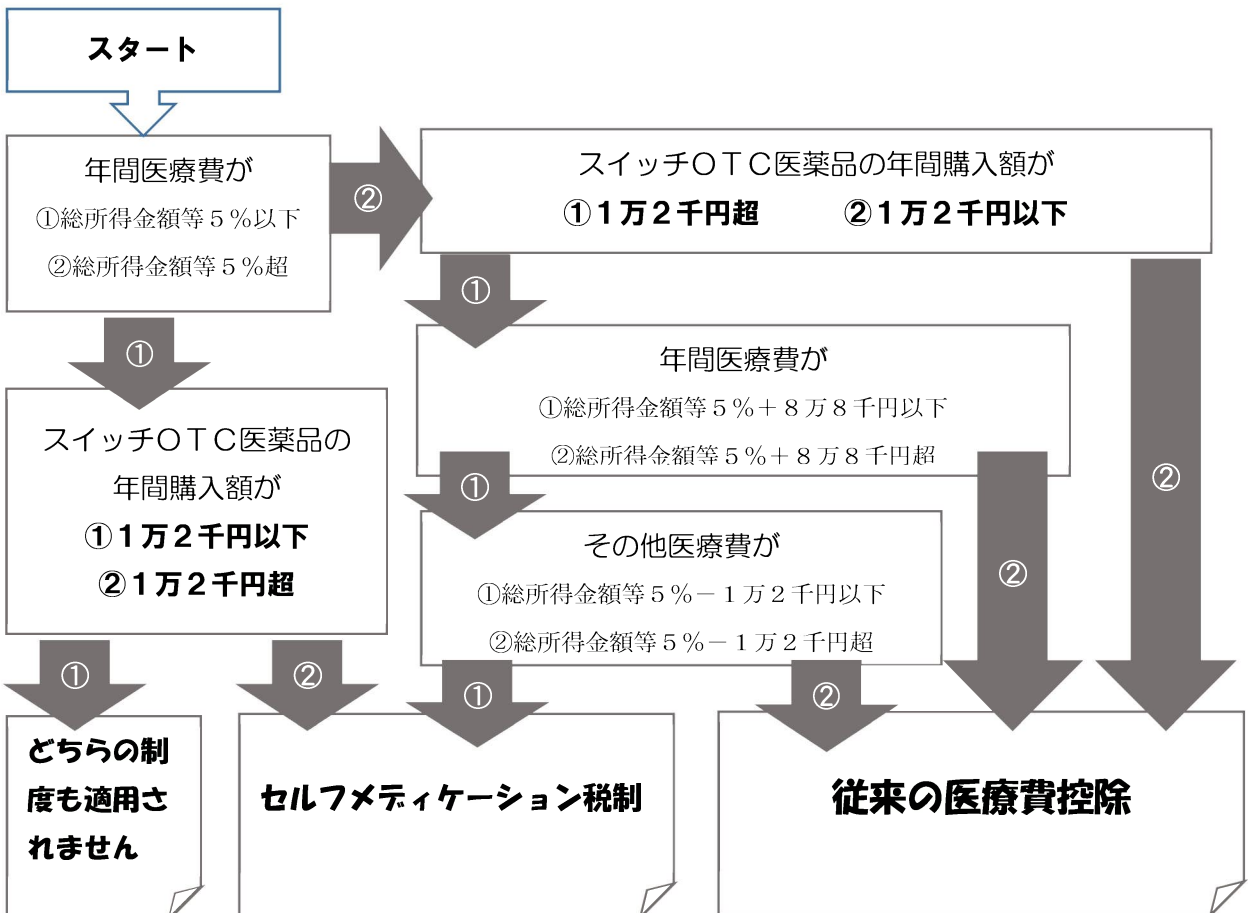 スタート
年間医療費が
①総所得金額等５％以下
②総所得金額等５％超
②
スイッチＯＴＣ医薬品の年間購入額が
①１万２千円超　②１万２千円以下
①
①
年間医療費が
①総所得金額等５％＋８万８千円以下
②総所得金額等５％＋８万８千円超
スイッチＯＴＣ医薬品の
年間購入額が
①１万２千円以下
②１万２千円超
①
②
②
その他医療費が
①総所得金額等５％－１万２千円以下
②総所得金額等５％－１万２千円超
①
②
①
②
どちらの制
度も適用さ
れません
セルフメディケーション税制
従来の医療費控除